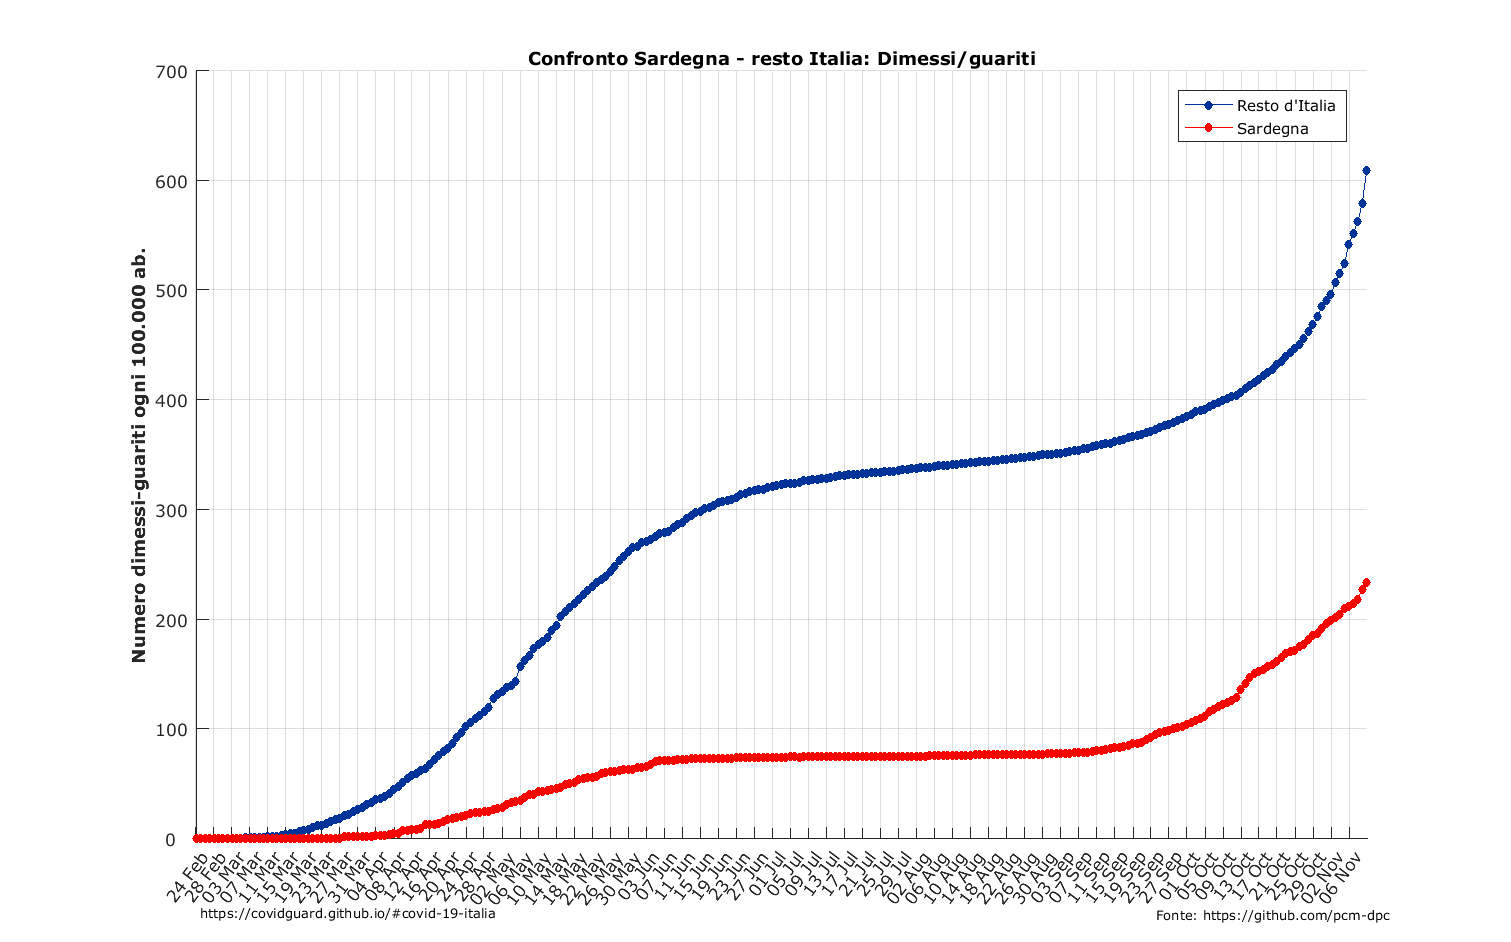 Confronto Sardegna - resto Italia: Dimessi/guariti
Resto d'Italia
Sardegna
Numero dimessi-guariti ogni 100.000 ab.
700
600
500
400
300
200
100
0
24 Feb
28 Feb
03 Mar
07 Mar
11 Mar
15 Mar
19 Mar
23 Mar
27 Mar
31 Mar
04 Apr
08 Apr
12 Apr
16 Apr
20 Apr
24 Apr
28 Apr
02 May
06 May
10 May
14 May
18 May
22 May
26 May
30 May
03 Jun
07 Jun
11 Jun
15 Jun
19 Jun
23 Jun
27 Jun
01 Jul
05 Jul
09 Jul
13 Jul
17 Jul
21 Jul
25 Jul
29 Jul
02 Aug
06 Aug
10 Aug
14 Aug
18 Aug
22 Aug
26 Aug
30 Aug
03 Sep
07 Sep
11 Sep
15 Sep
19 Sep
23 Sep
27 Sep
01 Oct
05 Oct
09 Oct
13 Oct
17 Oct
21 Oct
25 Oct
29 Oct
02 Nov
06 Nov
https://covidguard.github.io/#covid-19-italia
Fonte: https://github.com/pcm-dpc